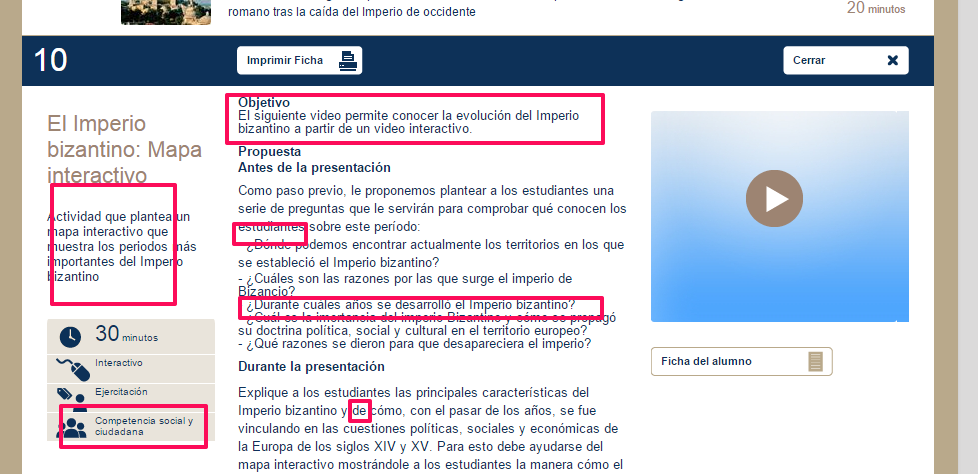 romano tras la caída del Imperio de occidente
20 minutos
10
Imprimir Ficha
Cerrar
El Imperio
bizantino: Mapa
interactivo
Actividad que plantea un
mapa interactivo que
muestra los periodos más
importantes del Imperio
bizantino
30 minutos
Interactivo
Ejercitación
Competencia social y
ciudadana
Objetivo
El siguiente video permite conocer la evolución del Imperio
bizantino a partir de un video interactivo.
Propuesta
Antes de la presentación
Como paso previo, le proponemos plantear a los estudiantes una
serie de preguntas que le servirán para comprobar qué conocen los
estudiantes sobre este período:
¿Dónde podemos encontrar actualmente los territorios en los que
se estableció el Imperio bizantino?
- ¿Cuáles son las razones por las que surge el imperio de
Bizancio?
¿Durante cuáles años se desarrolló el Imperio bizantino?
¿Cuál es la imortancia del imperio Bizantino y cómo se propagó
su doctrina política, social y cultural en el territorio europeo?
- ¿Qué razones se dieron para que desapareciera el imperio?
Durante la presentación
Explique a los estudiantes las principales características del
Imperio bizantino y de cómo, con el pasar de los años, se fue
vinculando en las cuestiones políticas, sociales y económicas de
la Europa de los siglos XIV y XV. Para esto debe ayudarse del
mapa interactivo mostrándole a los estudiantes la manera cómo el
Ficha del alumno